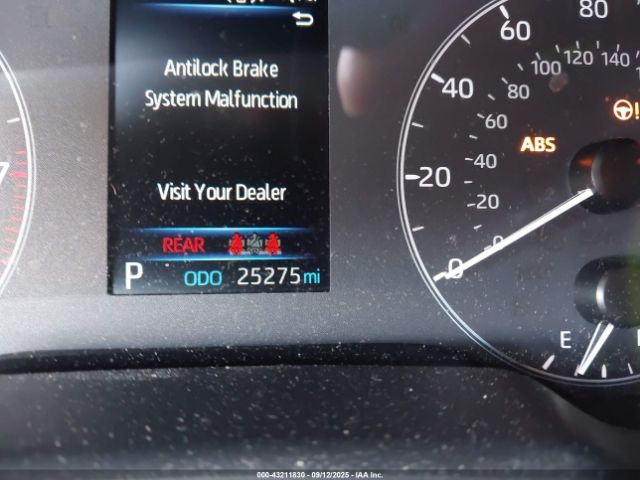 Antilock Brake
System Malfunction
Visit Your Dealer
REAR
P ODO 25275 mi
80
60
120 140
100
40 80
60
ABS
40
20
20
0
0
E
000-43211830 - 09/12/2025 - IAA Inc.